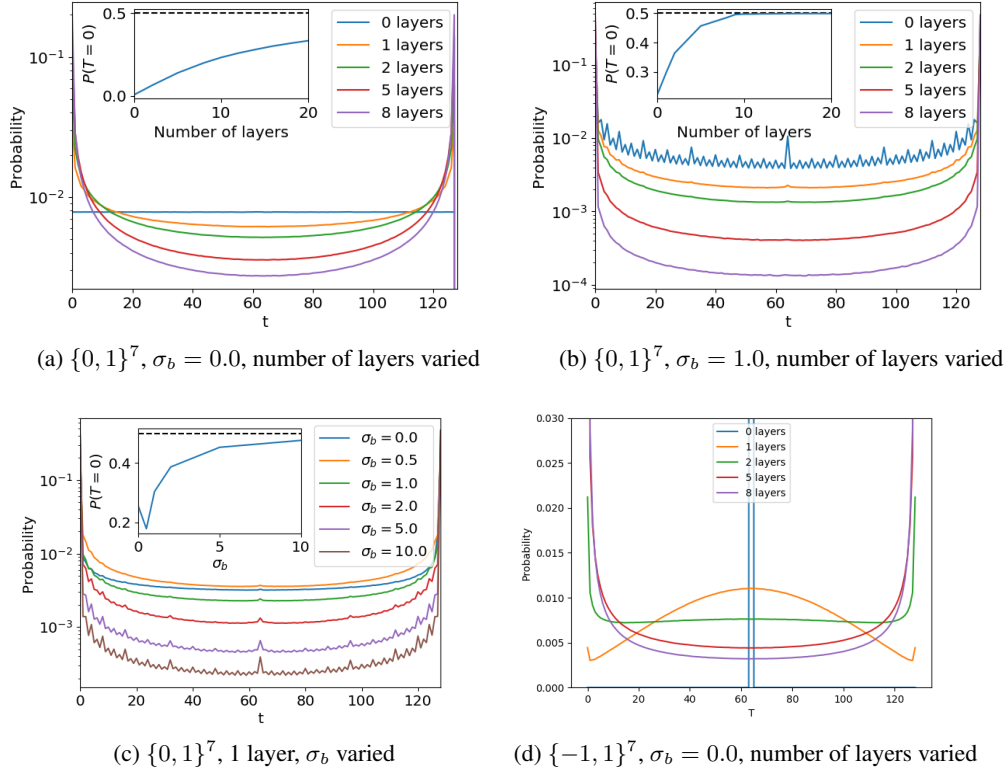 0.5
0.0
P(T = 0)
0
10
20
Number of layers
0 layers
1 layers
2 layers
5 layers
8 layers
10⁻¹
10⁻²
Probability
0
20
40
60
80
100
120
t
(a) {0, 1}⁷, σ_b = 0.0, number of layers varied
0.5
0.4
0.3
P(T = 0)
0
10
20
Number of layers
0 layers
1 layers
2 layers
5 layers
8 layers
10⁻¹
10⁻²
10⁻³
10⁻⁴
Probability
0
20
40
60
80
100
120
t
(b) {0, 1}⁷, σ_b = 1.0, number of layers varied
0.4
0.2
P(T = 0)
0
5
10
σ_b
σ_b = 0.0
σ_b = 0.5
σ_b = 1.0
σ_b = 2.0
σ_b = 5.0
σ_b = 10.0
10⁻¹
10⁻²
10⁻³
Probability
0
20
40
60
80
100
120
t
(c) {0, 1}⁷, 1 layer, σ_b varied
0.030
0.025
0.020
0.015
0.010
0.005
0.000
Probability
0 layers
1 layers
2 layers
5 layers
8 layers
0
20
40
60
80
100
120
T
(d) {−1, 1}⁷, σ_b = 0.0, number of layers varied